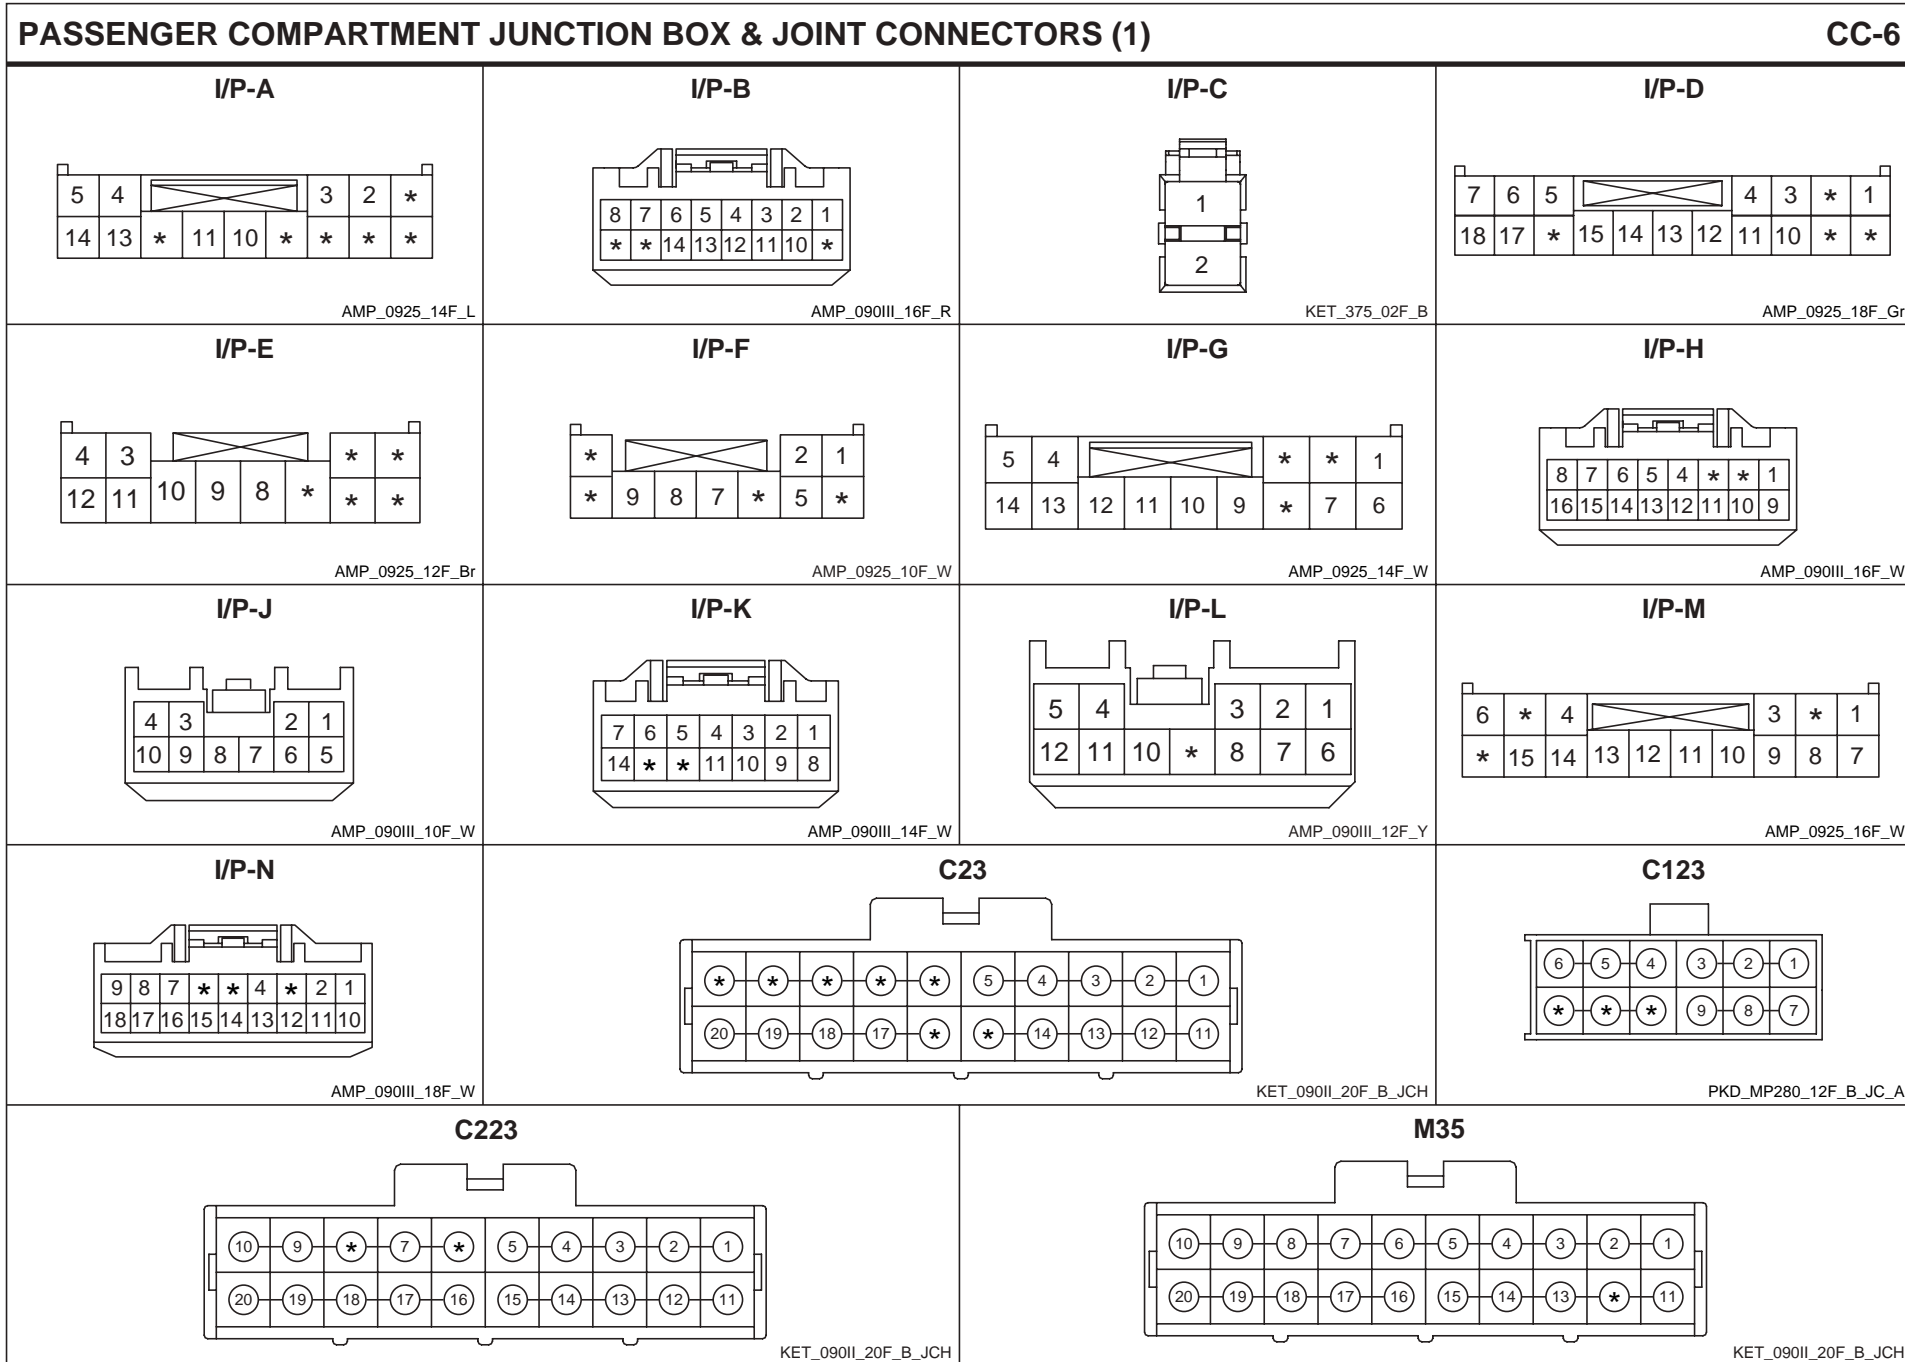 PASSENGER COMPARTMENT JUNCTION BOX & JOINT CONNECTORS (1) CC-6
I/P-A
5 4 3 2 *
14 13 * 11 10 * * * *
AMP_0925_14F_L
I/P-B
8 7 6 5 4 3 2 1
* * 14 13 12 11 10 *
AMP_090III_16F_R
I/P-C
1
2
KET_375_02F_B
I/P-D
7 6 5 4 3 * 1
18 17 * 15 14 13 12 11 10 * *
AMP_0925_18F_Gr
I/P-E
4 3 * *
12 11 10 9 8 * * *
AMP_0925_12F_Br
I/P-F
* 2 1
* 9 8 7 * 5 *
AMP_0925_10F_W
I/P-G
5 4 * * 1
14 13 12 11 10 9 * 7 6
AMP_0925_14F_W
I/P-H
8 7 6 5 4 * * 1
16 15 14 13 12 11 10 9
AMP_090III_16F_W
I/P-J
4 3 2 1
10 9 8 7 6 5
AMP_090III_10F_W
I/P-K
7 6 5 4 3 2 1
14 * * 11 10 9 8
AMP_090III_14F_W
I/P-L
5 4 3 2 1
12 11 10 * 8 7 6
AMP_090III_12F_Y
I/P-M
6 * 4 3 * 1
* 15 14 13 12 11 10 9 8 7
AMP_0925_16F_W
I/P-N
9 8 7 * * 4 * 2 1
18 17 16 15 14 13 12 11 10
AMP_090III_18F_W
C23
* * * * * 5 4 3 2 1
20 19 18 17 * * 14 13 12 11
KET_090II_20F_B_JCH
C123
6 5 4 3 2 1
* * * 9 8 7
PKD_MP280_12F_B_JC_A
C223
10 9 * 7 * 5 4 3 2 1
20 19 18 17 16 15 14 13 12 11
KET_090II_20F_B_JCH
M35
10 9 8 7 6 5 4 3 2 1
20 19 18 17 16 15 14 13 * 11
KET_090II_20F_B_JCH